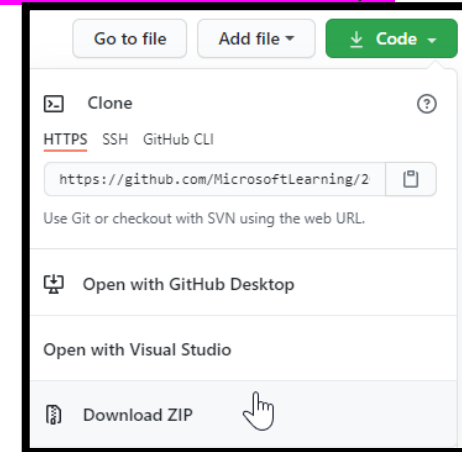 Go to file Add file Code
Clone
HTTPS SSH GitHub CLI
https://github.com/MicrosoftLearning/2
Use Git or checkout with SVN using the web URL.
Open with GitHub Desktop
Open with Visual Studio
Download ZIP